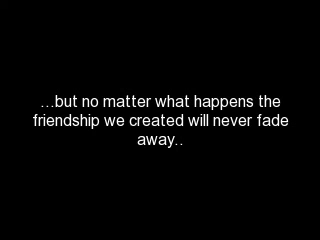 …but no matter what happens the
friendship we created will never fade
away..